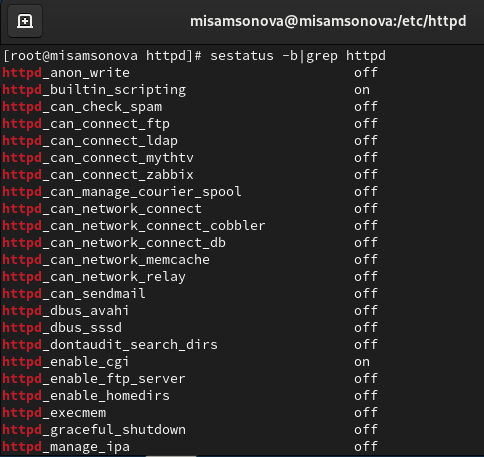 misamsonova@misamsonova:/etc/httpd
[root@misamsonova httpd]# sestatus -b|grep httpd
httpd_anon_write off
httpd_builtin_scripting on
httpd_can_check_spam off
httpd_can_connect_ftp off
httpd_can_connect_ldap off
httpd_can_connect_mythtv off
httpd_can_connect_zabbix off
httpd_can_manage_courier_spool off
httpd_can_network_connect off
httpd_can_network_connect_cobbler off
httpd_can_network_connect_db off
httpd_can_network_memcache off
httpd_can_network_relay off
httpd_can_sendmail off
httpd_dbus_avahi off
httpd_dbus_sssd off
httpd_dontaudit_search_dirs off
httpd_enable_cgi on
httpd_enable_ftp_server off
httpd_enable_homedirs off
httpd_execmem off
httpd_graceful_shutdown off
httpd_manage_ipa off